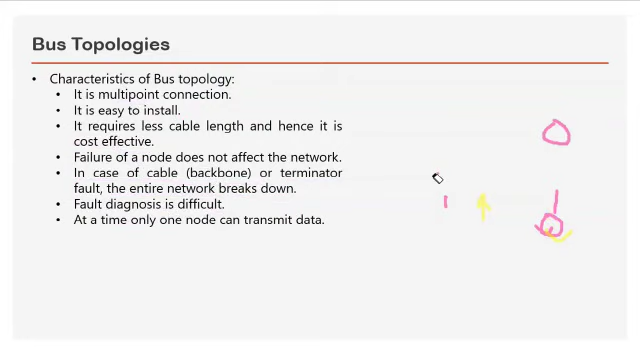 Bus Topologies
• Characteristics of Bus topology:
• It is multipoint connection.
• It is easy to install.
• It requires less cable length and hence it is
cost effective.
• Failure of a node does not affect the network.
• In case of cable (backbone) or terminator
fault, the entire network breaks down.
• Fault diagnosis is difficult.
• At a time only one node can transmit data.